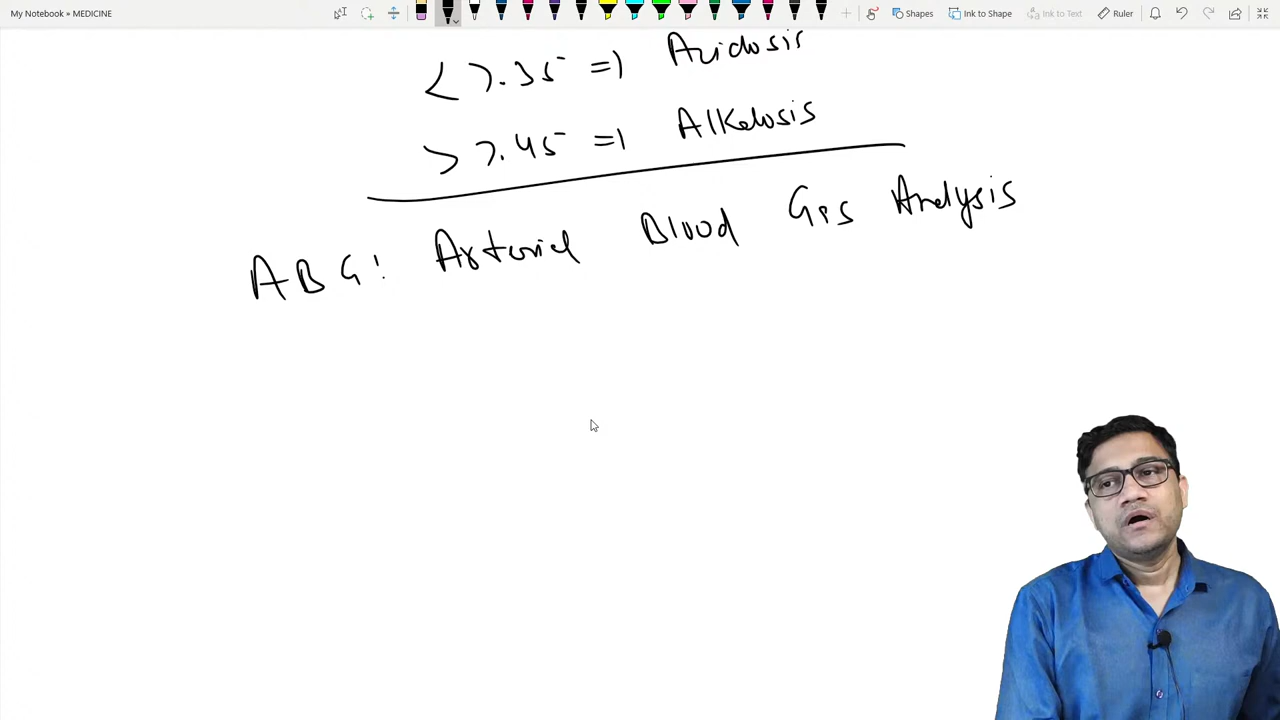 My Notebook » MEDICINE
Shapes Ink to Shape Ink to Text Ruler
< 7.35 => Acidosis
> 7.45 => Alkalosis
ABG: Arterial Blood Gas Analysis